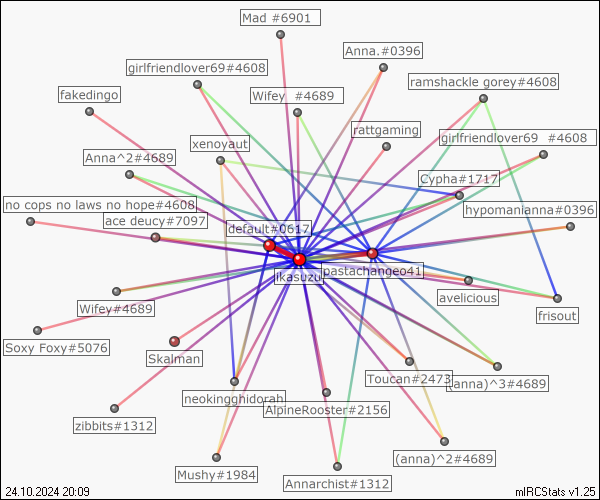 Mad #6901
Anna.#0396
girlfriendlover69#4608
ramshackle gorey#4608
fakedingo
Wifey  #4689
rattgaming
girlfriendlover69  #4608
xenoyaut
Anna^2#4689
Cypha#1717
no cops no laws no hope#4608
hypomanianna#0396
ace deucy#7097
default#0617
pastachangeo41
ikasuzu
avelicious
Wifey#4689
frisout
Soxy Foxy#5076
Skalman
Toucan#2473
(anna)^3#4689
neokingghidorah
AlpineRooster#2156
zibbits#1312
(anna)^2#4689
Mushy#1984
Annarchist#1312
24.10.2024 20:09
mIRCStats v1.25